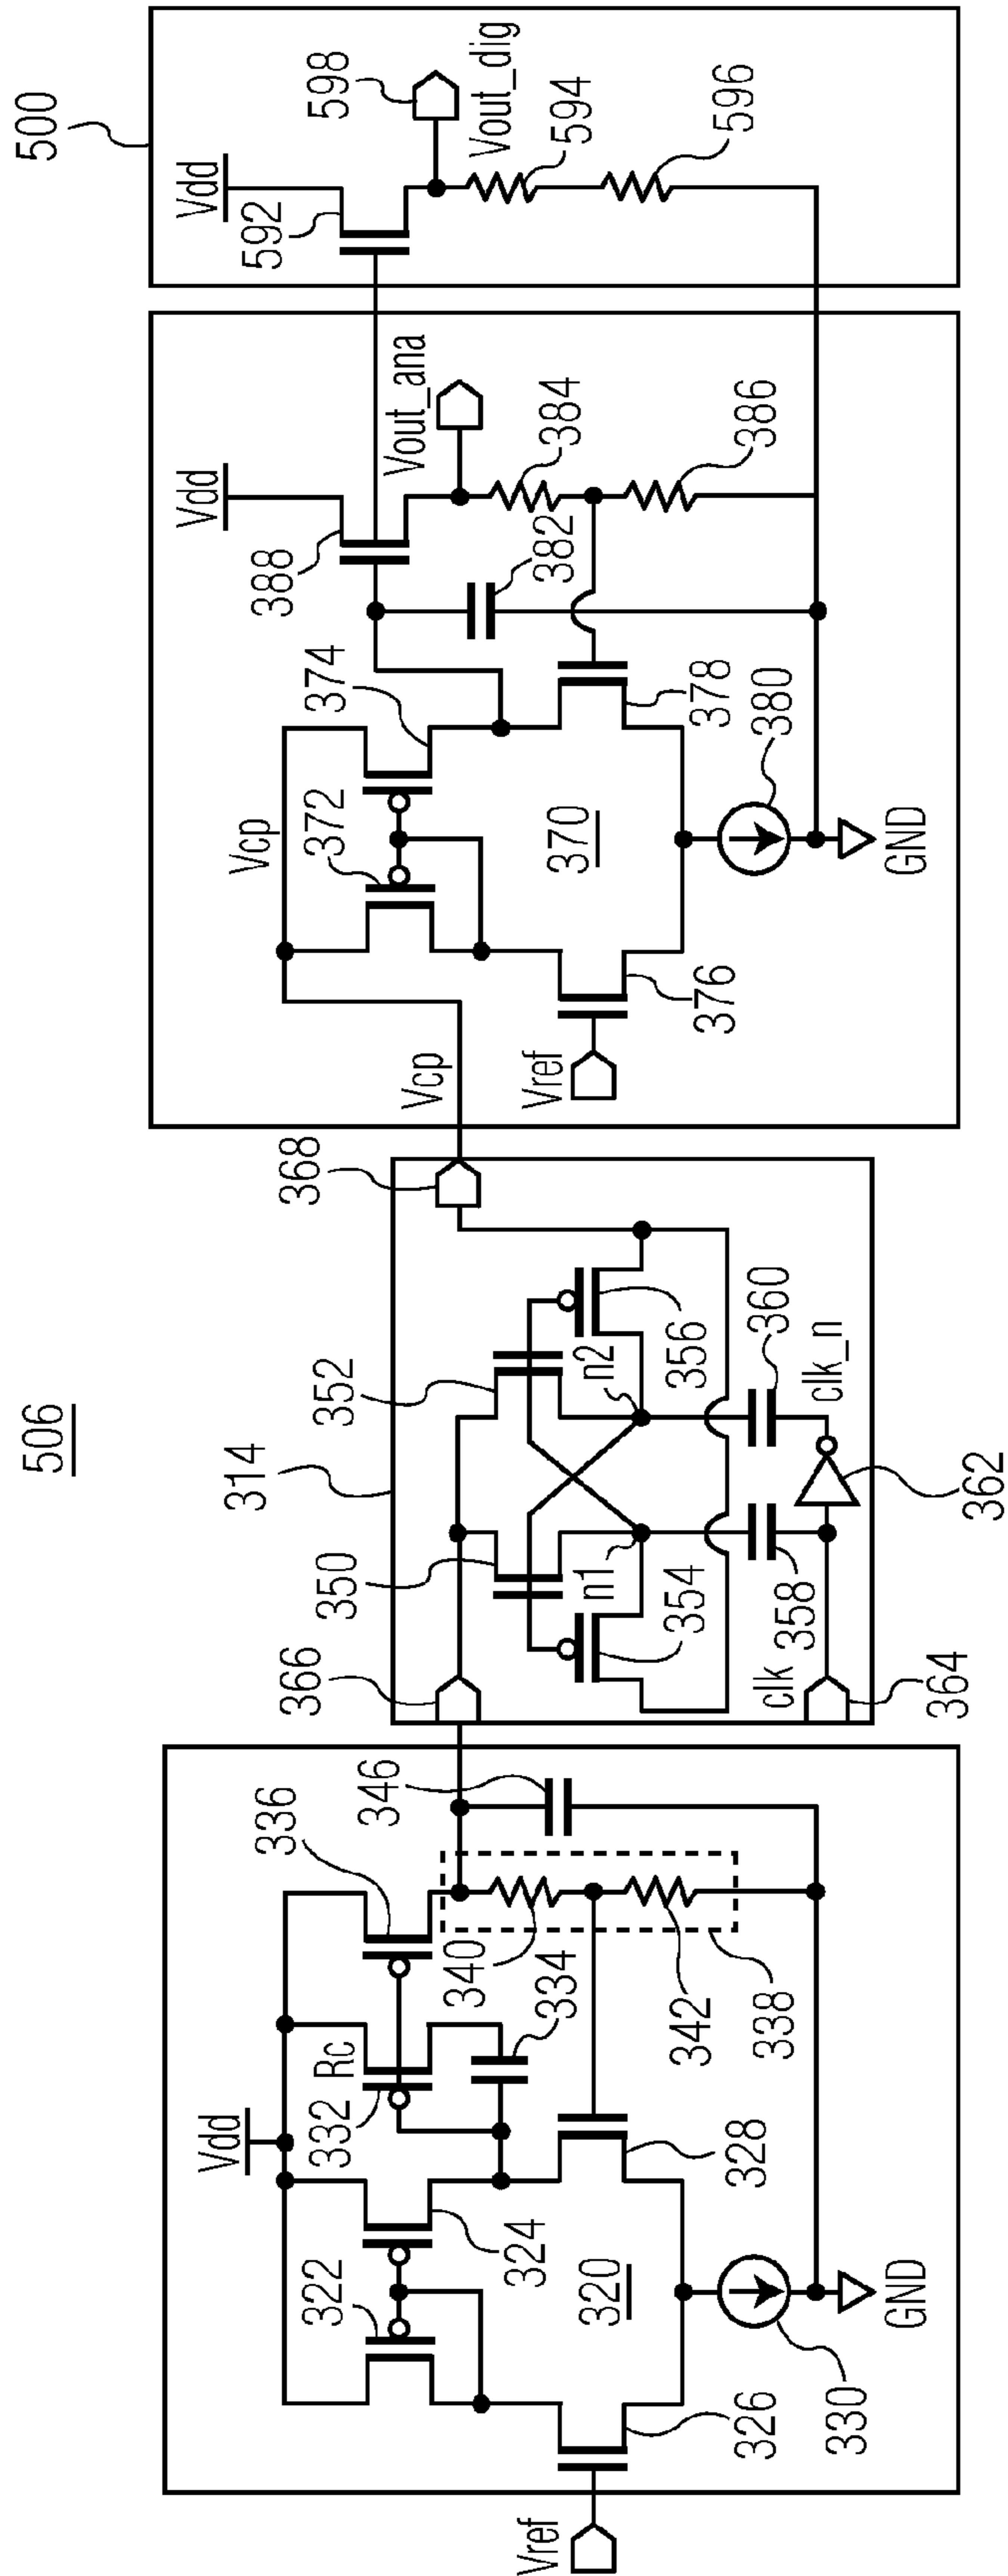 506
Vref
Vdd
322
324
320
326
328
330
GND
332
Rc
334
336
340
342
338
346
314
366
350
352
n1
n2
354
356
358
360
clk
clk_n
362
364
368
Vcp
Vcp
Vref
372
374
370
376
378
380
GND
Vdd
388
382
Vout_ana
384
386
500
Vdd
592
598
Vout_dig
594
596